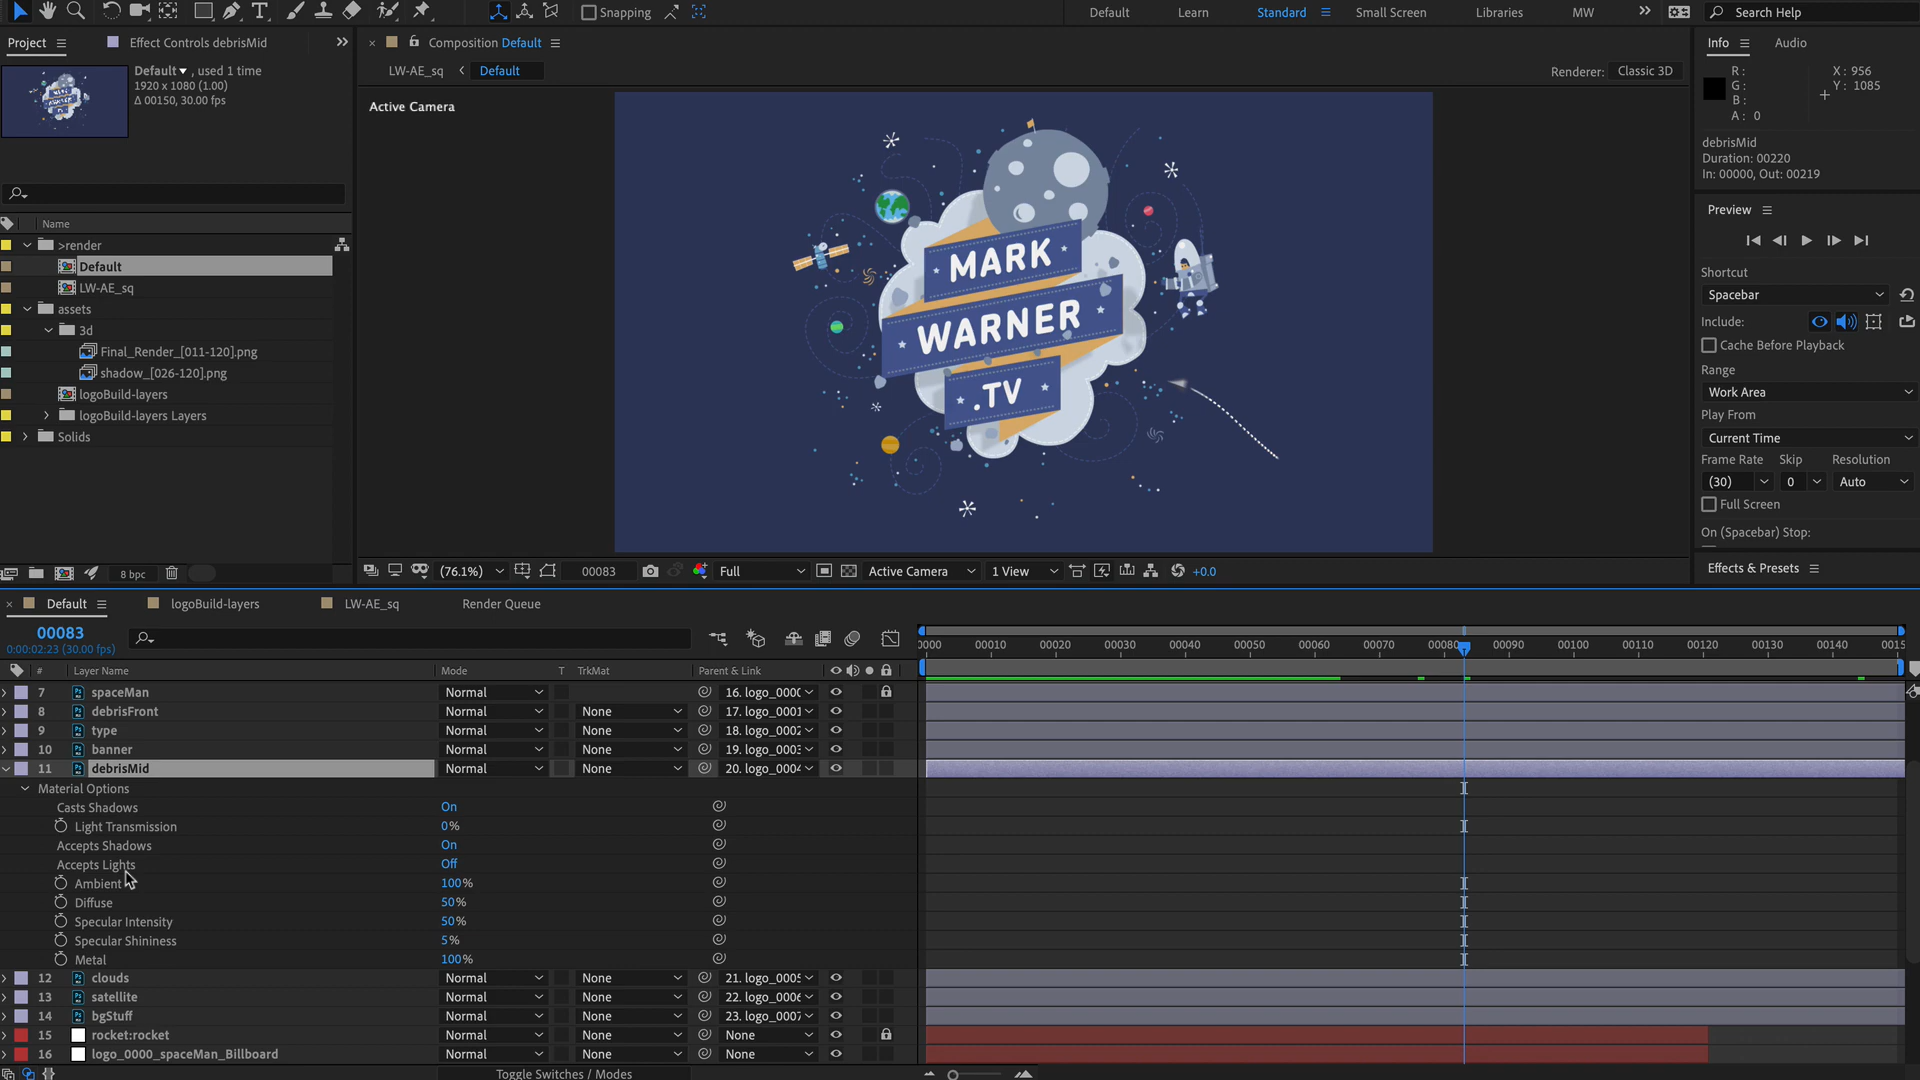 Snapping
Default
Learn
Standard
Small Screen
Libraries
MW
Search Help
Project
Effect Controls debrisMid
Composition Default
Info
Audio
Default, used 1 time
1920 x 1080 (1.00)
Δ 00150, 30.00 fps
LW-AE_sq
Default
Renderer:
Classic 3D
R:
G:
B:
A: 0
X: 956
Y: 1085
Active Camera
debrisMid
Duration: 00220
In: 00000, Out: 00219
Preview
Name
>render
Default
LW-AE_sq
assets
3d
Final_Render_[011-120].png
shadow_[026-120].png
logoBuild-layers
logoBuild-layers Layers
Solids
MARK
WARNER
.TV
Shortcut
Spacebar
Include:
Cache Before Playback
Range
Work Area
Play From
Current Time
Frame Rate
Skip
Resolution
(30)
0
Auto
Full Screen
On (Spacebar) Stop:
Effects & Presets
8 bpc
(76.1%)
00083
Full
Active Camera
1 View
+0.0
Default
logoBuild-layers
LW-AE_sq
Render Queue
00083
0:00:02:23 (30.00 fps)
0000
00010
00020
00030
00040
00050
00060
00070
00080
00090
00100
00110
00120
00130
00140
0015
#
Layer Name
Mode
T
TrkMat
Parent & Link
7
spaceMan
Normal
16. logo_0000
8
debrisFront
Normal
None
17. logo_0001
9
type
Normal
None
18. logo_0002
10
banner
Normal
None
19. logo_0003
11
debrisMid
Normal
None
20. logo_0004
Material Options
Casts Shadows
On
Light Transmission
0%
Accepts Shadows
On
Accepts Lights
Off
Ambient
100%
Diffuse
50%
Specular Intensity
50%
Specular Shininess
5%
Metal
100%
12
clouds
Normal
None
21. logo_0005
13
satellite
Normal
None
22. logo_0006
14
bgStuff
Normal
None
23. logo_0007
15
rocket:rocket
Normal
None
None
16
logo_0000_spaceMan_Billboard
Normal
None
None
Toggle Switches / Modes